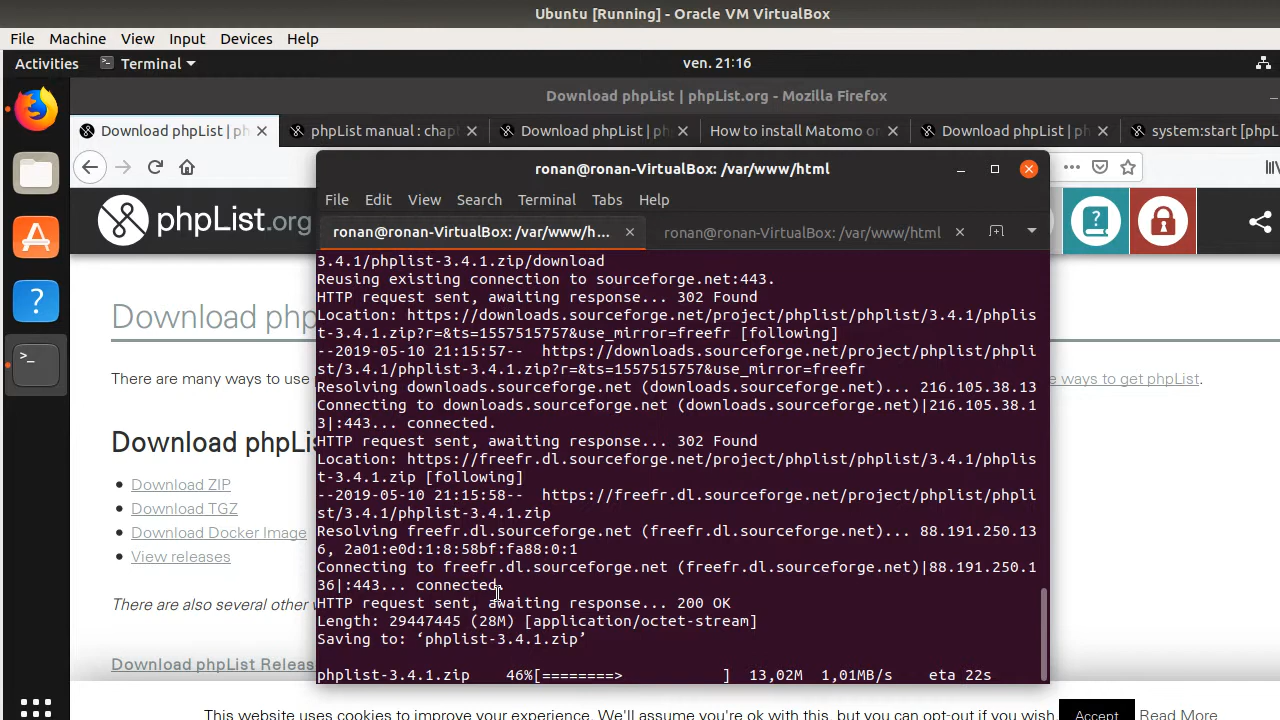 Ubuntu [Running] - Oracle VM VirtualBox
File Machine View Input Devices Help
Activities Terminal ven. 21:16
Download phpList | phpList.org - Mozilla Firefox
Download phpList | ph phpList manual : chap Download phpList | ph How to install Matomo on Download phpList | ph system:start [phpL
ronan@ronan-VirtualBox: /var/www/html
File Edit View Search Terminal Tabs Help
phpList.org
ronan@ronan-VirtualBox: /var/www/h... ronan@ronan-VirtualBox: /var/www/html
3.4.1/phplist-3.4.1.zip/download
Reusing existing connection to sourceforge.net:443.
HTTP request sent, awaiting response... 302 Found
Location: https://downloads.sourceforge.net/project/phplist/phplist/3.4.1/phplis
t-3.4.1.zip?r=&ts=1557515757&use_mirror=freefr [following]
--2019-05-10 21:15:57-- https://downloads.sourceforge.net/project/phplist/phpli
st/3.4.1/phplist-3.4.1.zip?r=&ts=1557515757&use_mirror=freefr
Resolving downloads.sourceforge.net (downloads.sourceforge.net)... 216.105.38.13
Connecting to downloads.sourceforge.net (downloads.sourceforge.net)|216.105.38.1
3|:443... connected.
HTTP request sent, awaiting response... 302 Found
Location: https://freefr.dl.sourceforge.net/project/phplist/phplist/3.4.1/phplis
t-3.4.1.zip [following]
--2019-05-10 21:15:58-- https://freefr.dl.sourceforge.net/project/phplist/phpli
st/3.4.1/phplist-3.4.1.zip
Resolving freefr.dl.sourceforge.net (freefr.dl.sourceforge.net)... 88.191.250.13
6, 2a01:e0d:1:8:58bf:fa88:0:1
Connecting to freefr.dl.sourceforge.net (freefr.dl.sourceforge.net)|88.191.250.1
36|:443... connected.
HTTP request sent, awaiting response... 200 OK
Length: 29447445 (28M) [application/octet-stream]
Saving to: ‘phplist-3.4.1.zip’
phplist-3.4.1.zip 46%[========> ] 13,02M 1,01MB/s eta 22s
Download php
There are many ways to use
e ways to get phpList.
Download phpL
Download ZIP
Download TGZ
Download Docker Image
View releases
There are also several other
Download phpList Relea
This website uses cookies to improve your experience. We'll assume you're ok with this, but you can opt-out if you wish. Accept Read More